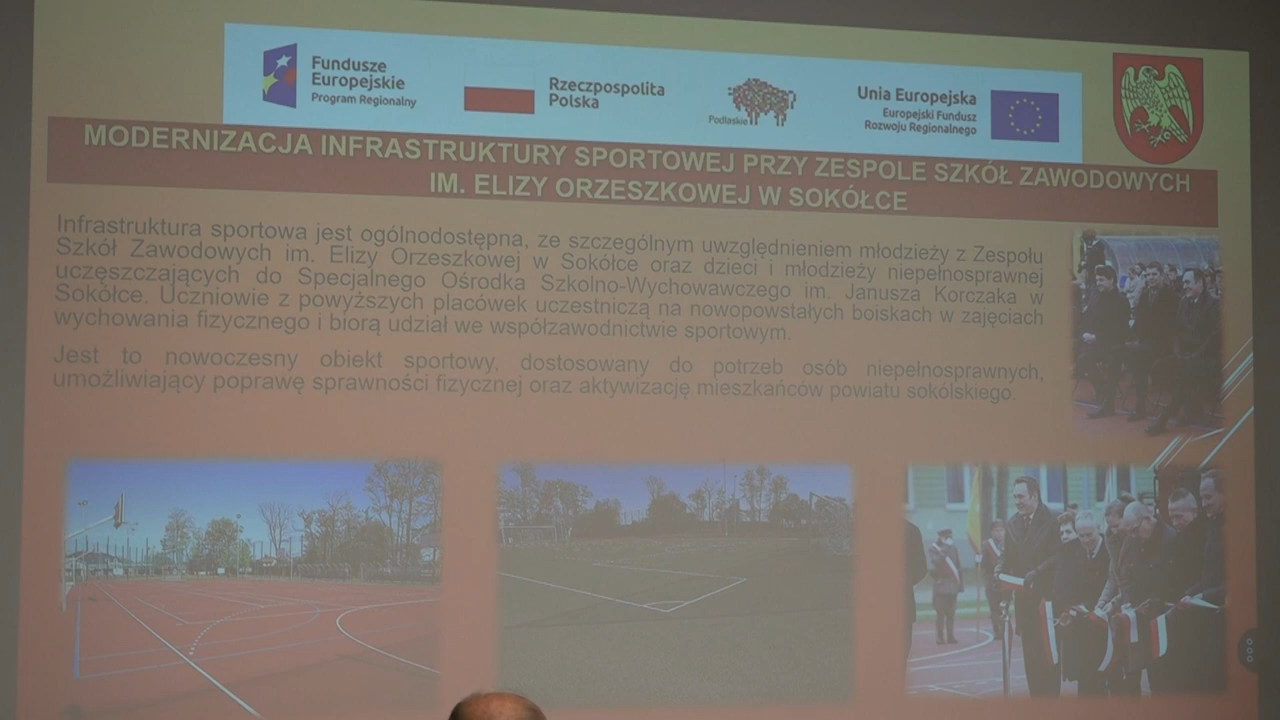 Fundusze
Europejskie
Program Regionalny
Rzeczpospolita
Polska
Podlaskie
Unia Europejska
Europejski Fundusz
Rozwoju Regionalnego
MODERNIZACJA INFRASTRUKTURY SPORTOWEJ PRZY ZESPOLE SZKÓŁ ZAWODOWYCH
IM. ELIZY ORZESZKOWEJ W SOKÓŁCE
Infrastruktura sportowa jest ogólnodostępna, ze szczególnym uwzględnieniem młodzieży z Zespołu
Szkół Zawodowych im. Elizy Orzeszkowej w Sokółce oraz dzieci i młodzieży niepełnosprawnej
uczęszczających do Specjalnego Ośrodka Szkolno-Wychowawczego im. Janusza Korczaka w
Sokółce. Uczniowie z powyższych placówek uczestniczą na nowopowstałych boiskach w zajęciach
wychowania fizycznego i biorą udział we współzawodnictwie sportowym.
Jest to nowoczesny obiekt sportowy, dostosowany do potrzeb osób niepełnosprawnych,
umożliwiający poprawę sprawności fizycznej oraz aktywizację mieszkańców powiatu sokólskiego.